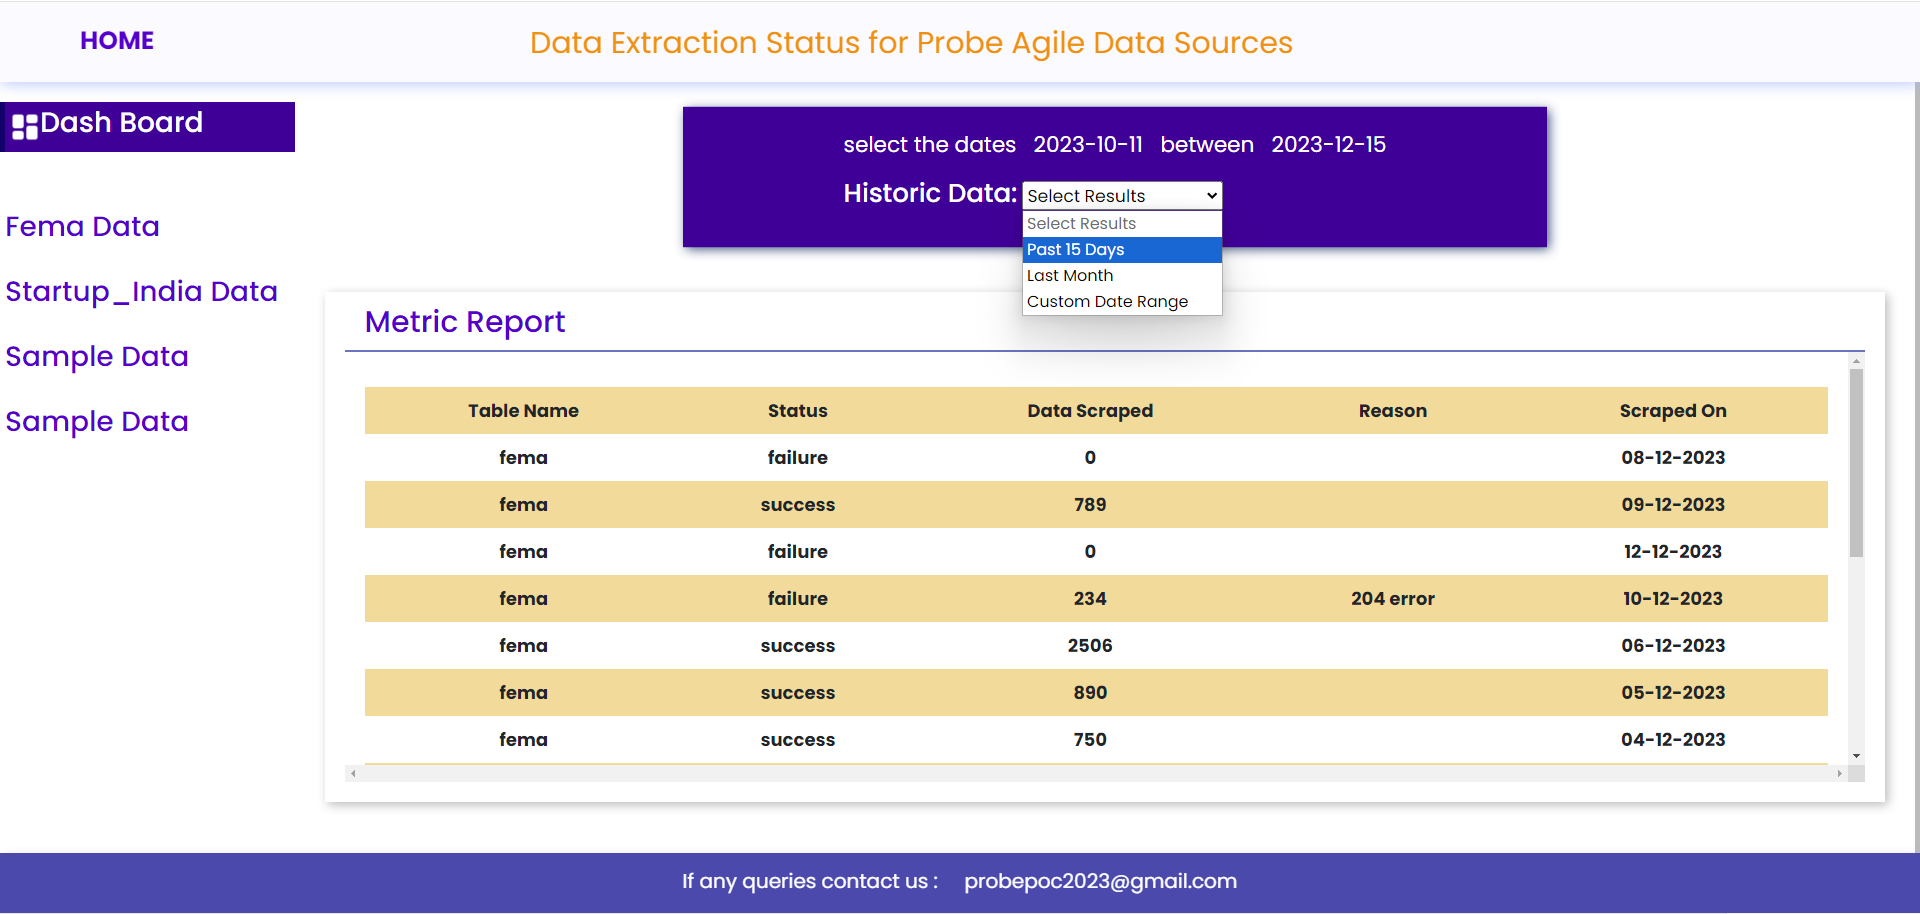 HOME
Data Extraction Status for Probe Agile Data Sources
Dash Board
Fema Data
Startup_India Data
Sample Data
Sample Data
select the dates 2023-10-11 between 2023-12-15
Historic Data: Select Results
Select Results
Past 15 Days
Last Month
Custom Date Range
Metric Report
Table Name Status Data Scraped Reason Scraped On
fema failure 0 08-12-2023
fema success 789 09-12-2023
fema failure 0 12-12-2023
fema failure 234 204 error 10-12-2023
fema success 2506 06-12-2023
fema success 890 05-12-2023
fema success 750 04-12-2023
If any queries contact us : probepoc2023@gmail.com